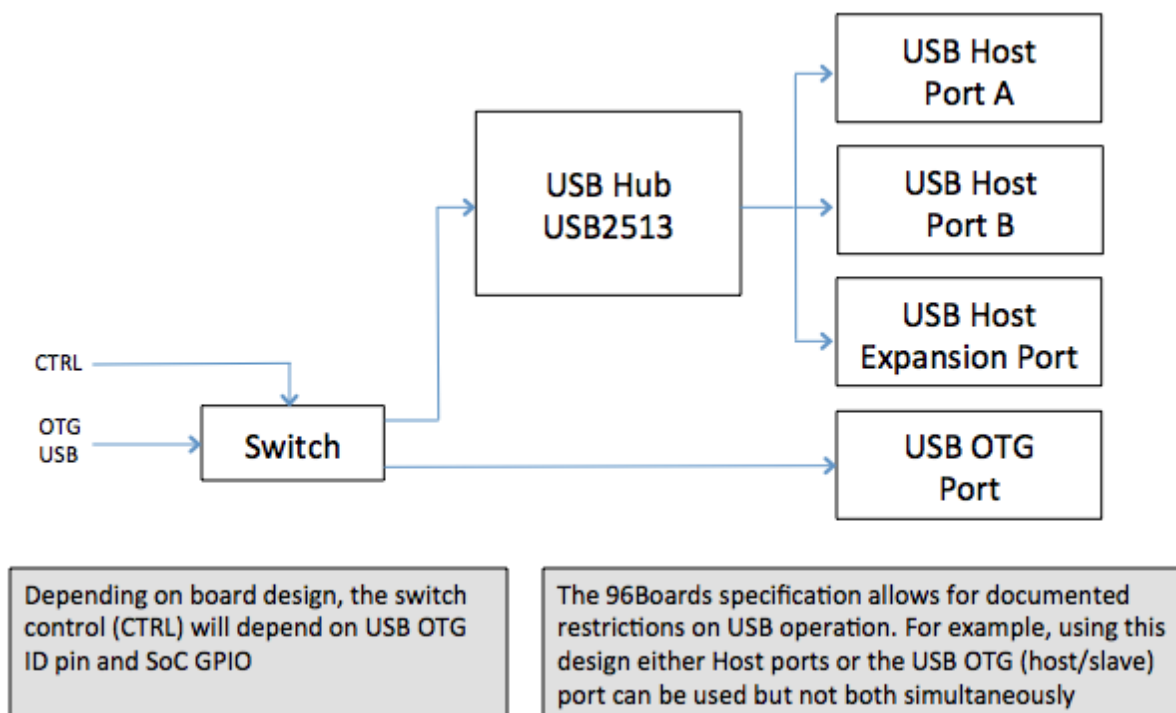 USB Host
Port A
USB Hub
USB2513
USB Host
Port B
USB Host
Expansion Port
CTRL
OTG
USB
Switch
USB OTG
Port
Depending on board design, the switch
control (CTRL) will depend on USB OTG
ID pin and SoC GPIO
The 96Boards specification allows for documented
restrictions on USB operation. For example, using this
design either Host ports or the USB OTG (host/slave)
port can be used but not both simultaneously